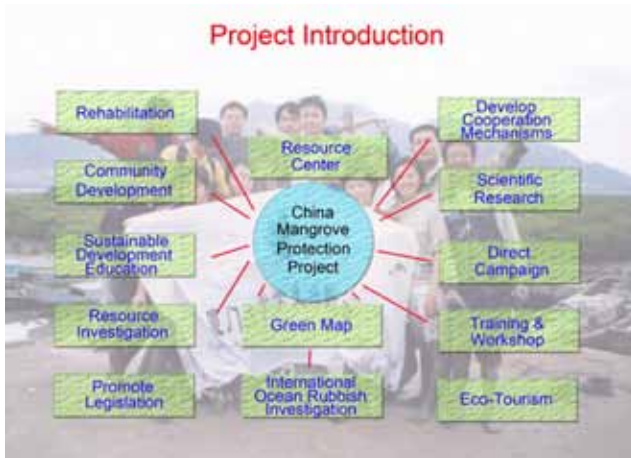 Project Introduction
Rehabilitation
Community
Development
Sustainable
Development
Education
Resource
Investigation
Promote
Legislation
Resource
Center
China
Mangrove
Protection
Project
Green Map
International
Ocean Rubbish
Investigation
Develop
Cooperation
Mechanisms
Scientific
Research
Direct
Campaign
Training &
Workshop
Eco-Tourism